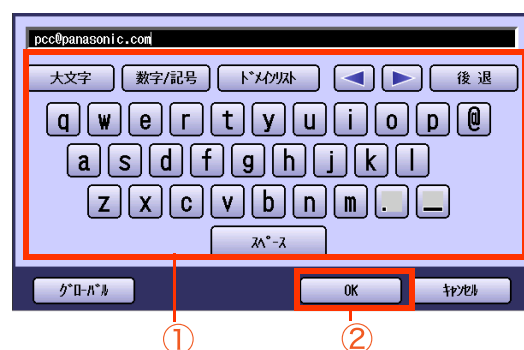 pcc@panasonic.com
大文字 数字/記号 ﾄﾞﾒｲﾝﾘｽﾄ 後 退
q w e r t y u i o p @
a s d f g h j k l
z x c v b n m . _
ｽﾍﾟｰｽ
ｸﾞﾛｰﾊﾞﾙ OK ｷｬﾝｾﾙ
① ②